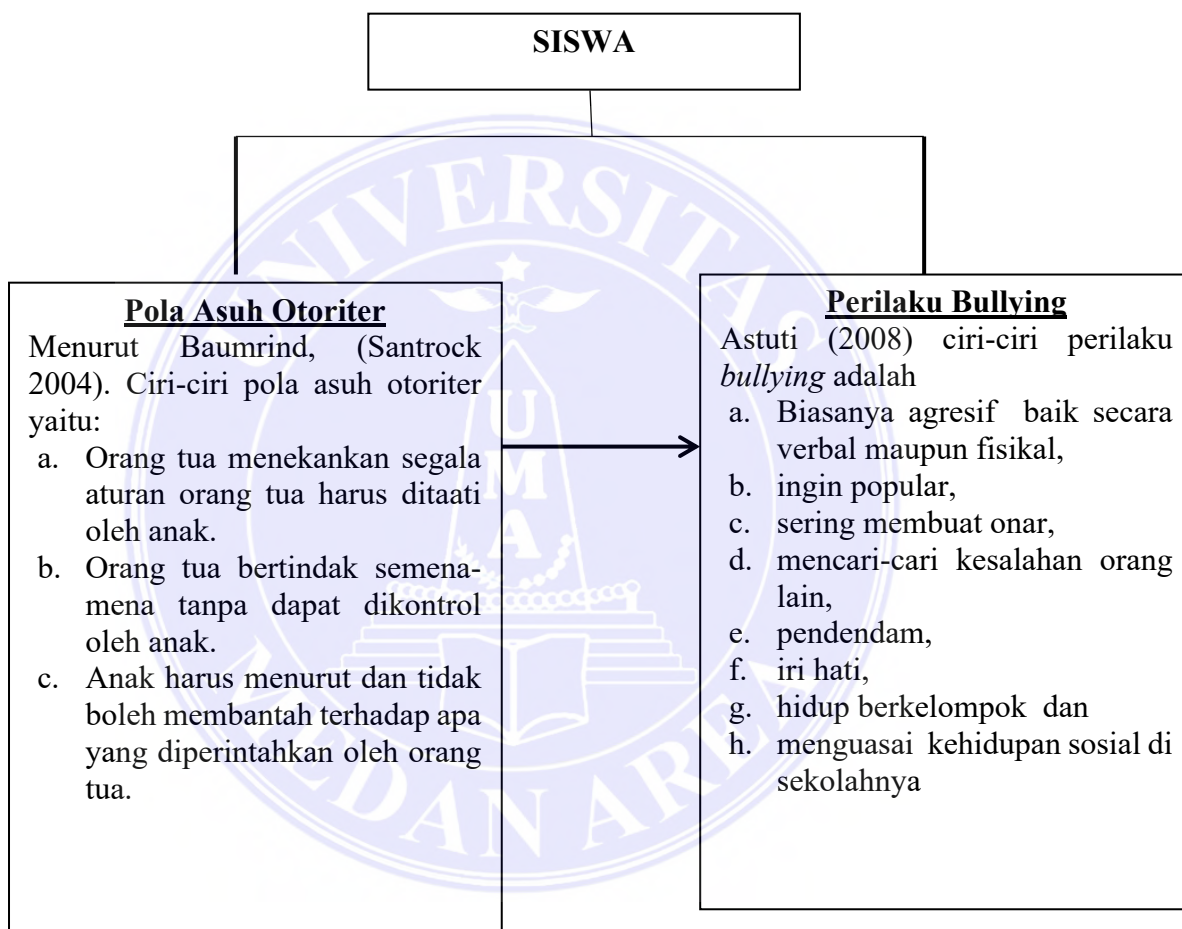 SISWA
Pola Asuh Otoriter
Menurut Baumrind, (Santrock
2004). Ciri-ciri pola asuh otoriter
yaitu:
a. Orang tua menekankan segala
aturan orang tua harus ditaati
oleh anak.
b. Orang tua bertindak semena-
mena tanpa dapat dikontrol
oleh anak.
c. Anak harus menurut dan tidak
boleh membantah terhadap apa
yang diperintahkan oleh orang
tua.
Perilaku Bullying
Astuti (2008) ciri-ciri perilaku
bullying adalah
a. Biasanya agresif baik secara
verbal maupun fisikal,
b. ingin popular,
c. sering membuat onar,
d. mencari-cari kesalahan orang
lain,
e. pendendam,
f. iri hati,
g. hidup berkelompok dan
h. menguasai kehidupan sosial di
sekolahnya
UNIVERSITAS
UMA
MEDAN AREA